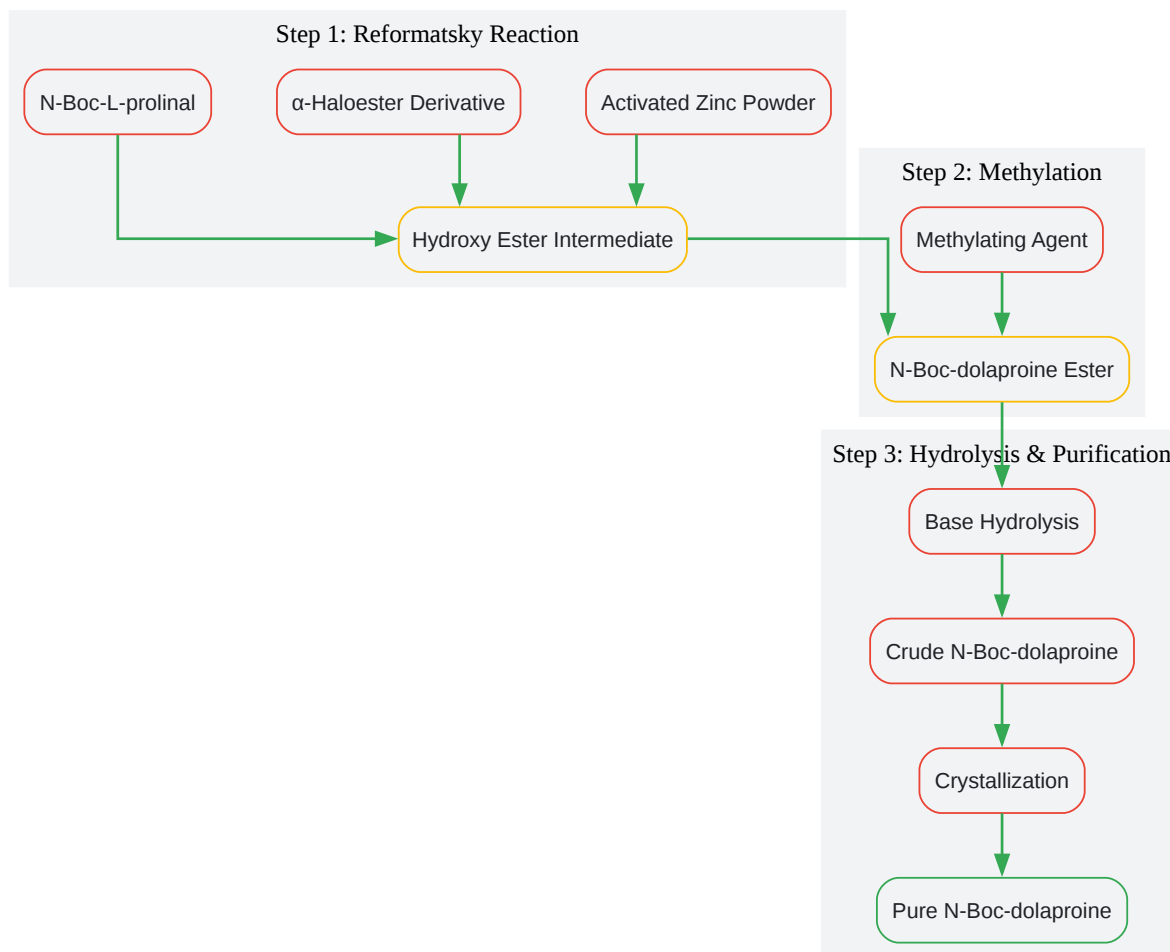 Step 1: Reformatsky Reaction
N-Boc-L-prolinal
α-Haloester Derivative
Activated Zinc Powder
Hydroxy Ester Intermediate
Step 2: Methylation
Methylating Agent
N-Boc-dolaproine Ester
Step 3: Hydrolysis & Purification
Base Hydrolysis
Crude N-Boc-dolaproine
Crystallization
Pure N-Boc-dolaproine